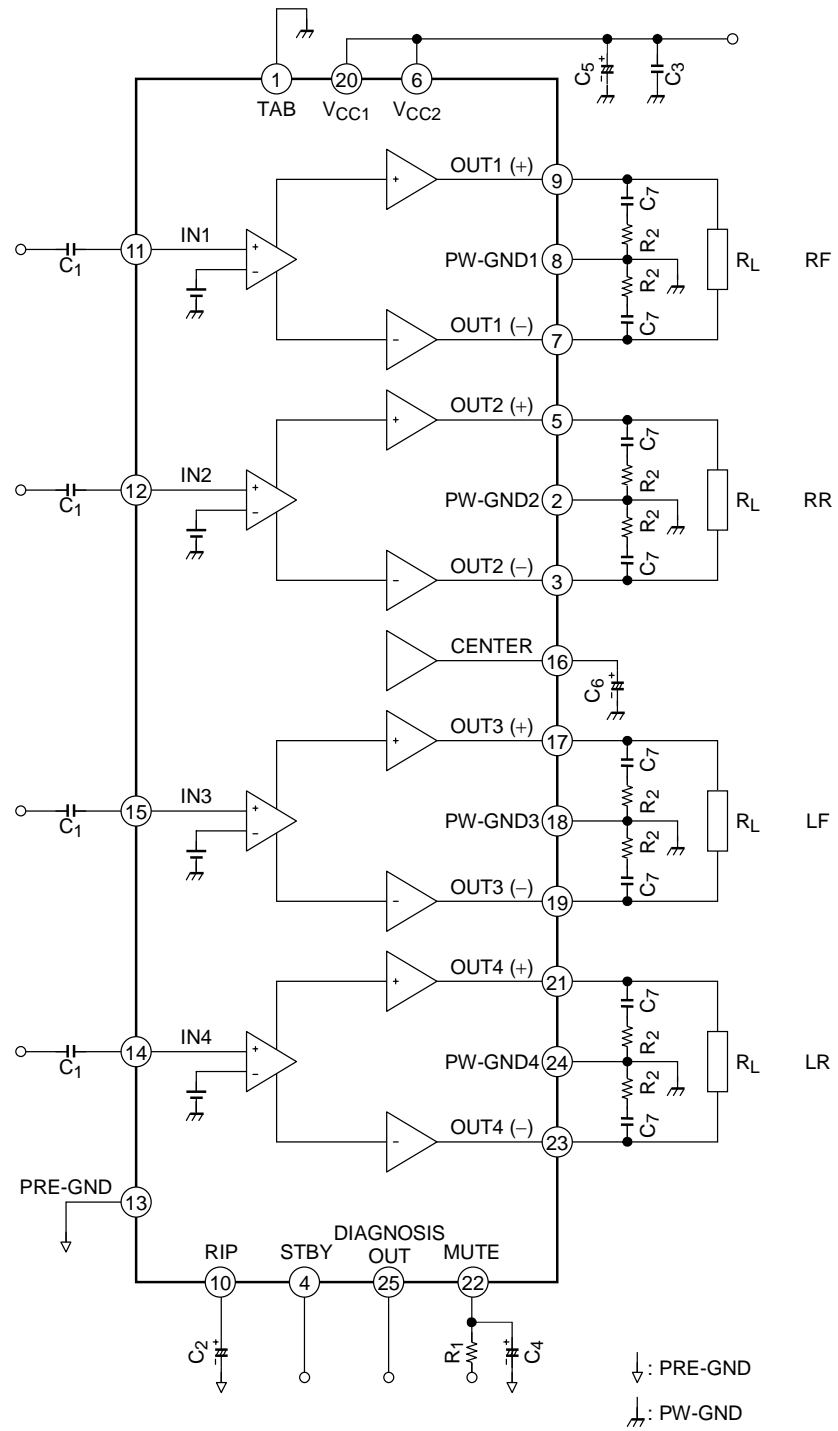 1 20 6
TAB VCC1 VCC2
C5 + − C3
OUT1 (+) 9
+
C7
R2
11 IN1
C1
+
−
PW-GND1 8
RL RF
R2
C7
−
OUT1 (−) 7
OUT2 (+) 5
+
C7
R2
12 IN2
C1
+
−
PW-GND2 2
RL RR
R2
C7
−
OUT2 (−) 3
CENTER 16
C6 + −
OUT3 (+) 17
+
C7
R2
15 IN3
C1
+
−
PW-GND3 18
RL LF
R2
C7
−
OUT3 (−) 19
OUT4 (+) 21
+
C7
R2
14 IN4
C1
+
−
PW-GND4 24
RL LR
R2
C7
−
OUT4 (−) 23
PRE-GND 13
RIP STBY DIAGNOSIS OUT MUTE
10 4 25 22
C2 + − R1 + − C4
: PRE-GND
: PW-GND